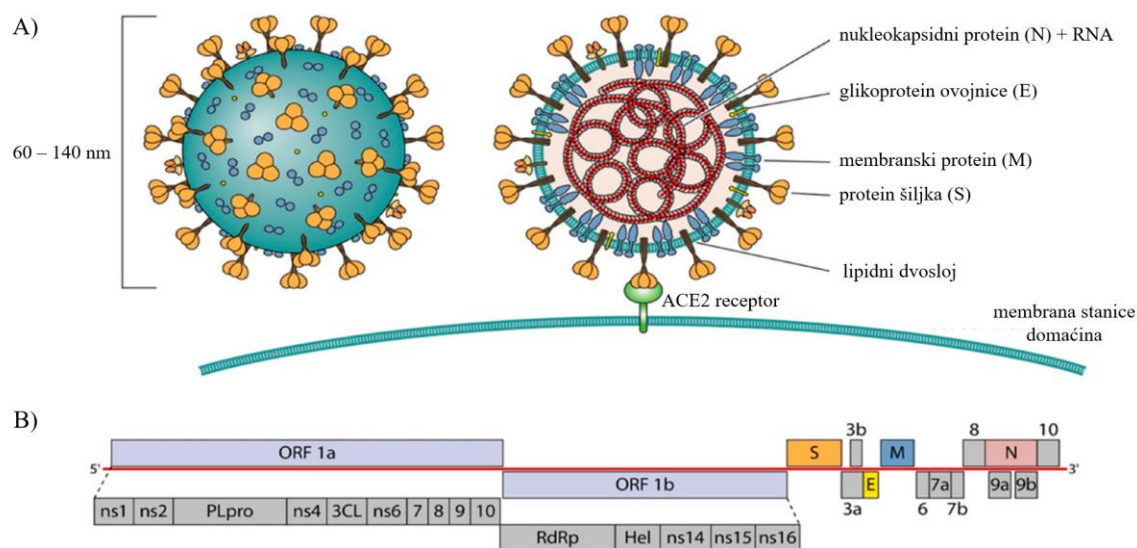 A)
60 – 140 nm
nukleokapsidni protein (N) + RNA
glikoprotein ovojnice (E)
membranski protein (M)
protein šiljka (S)
lipidni dvosloj
ACE2 receptor
membrana stanice
domaćina
B)
3b 8 10
ORF 1a S M N
5' 3'
ORF 1b E 7a 9a 9b
3a 6 7b
ns1 ns2 PLpro ns4 3CL ns6 7 8 9 10
RdRp Hel ns14 ns15 ns16